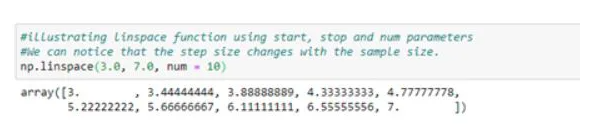 #illustrating linspace function using start, stop and num parameters
#We can notice that the step size changes with the sample size.
np.linspace(3.0, 7.0, num = 10)
array([3.        , 3.44444444, 3.88888889, 4.33333333, 4.77777778,
       5.22222222, 5.66666667, 6.11111111, 6.55555556, 7.        ])